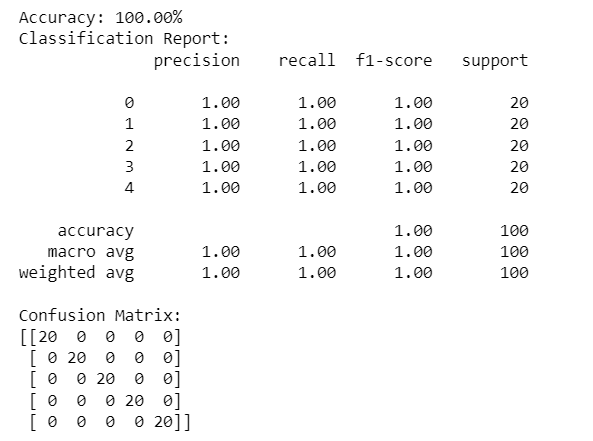 Accuracy: 100.00%
Classification Report:
precision recall f1-score support
0 1.00 1.00 1.00 20
1 1.00 1.00 1.00 20
2 1.00 1.00 1.00 20
3 1.00 1.00 1.00 20
4 1.00 1.00 1.00 20
accuracy 1.00 100
macro avg 1.00 1.00 1.00 100
weighted avg 1.00 1.00 1.00 100
Confusion Matrix:
[[20 0 0 0 0]
[ 0 20 0 0 0]
[ 0 0 20 0 0]
[ 0 0 0 20 0]
[ 0 0 0 0 20]]